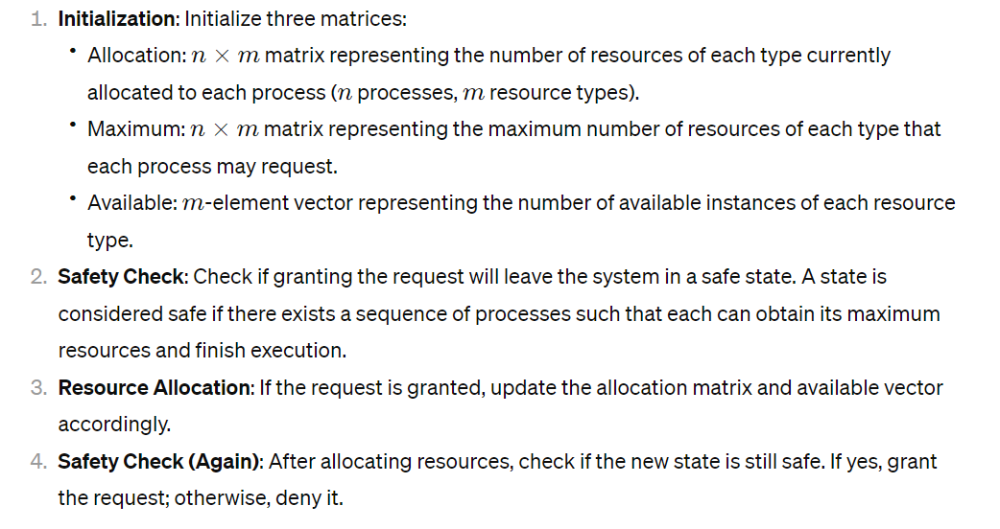 1. Initialization: Initialize three matrices:
• Allocation: n × m matrix representing the number of resources of each type currently
allocated to each process (n processes, m resource types).
• Maximum: n × m matrix representing the maximum number of resources of each type that
each process may request.
• Available: m-element vector representing the number of available instances of each resource
type.
2. Safety Check: Check if granting the request will leave the system in a safe state. A state is
considered safe if there exists a sequence of processes such that each can obtain its maximum
resources and finish execution.
3. Resource Allocation: If the request is granted, update the allocation matrix and available vector
accordingly.
4. Safety Check (Again): After allocating resources, check if the new state is still safe. If yes, grant
the request; otherwise, deny it.